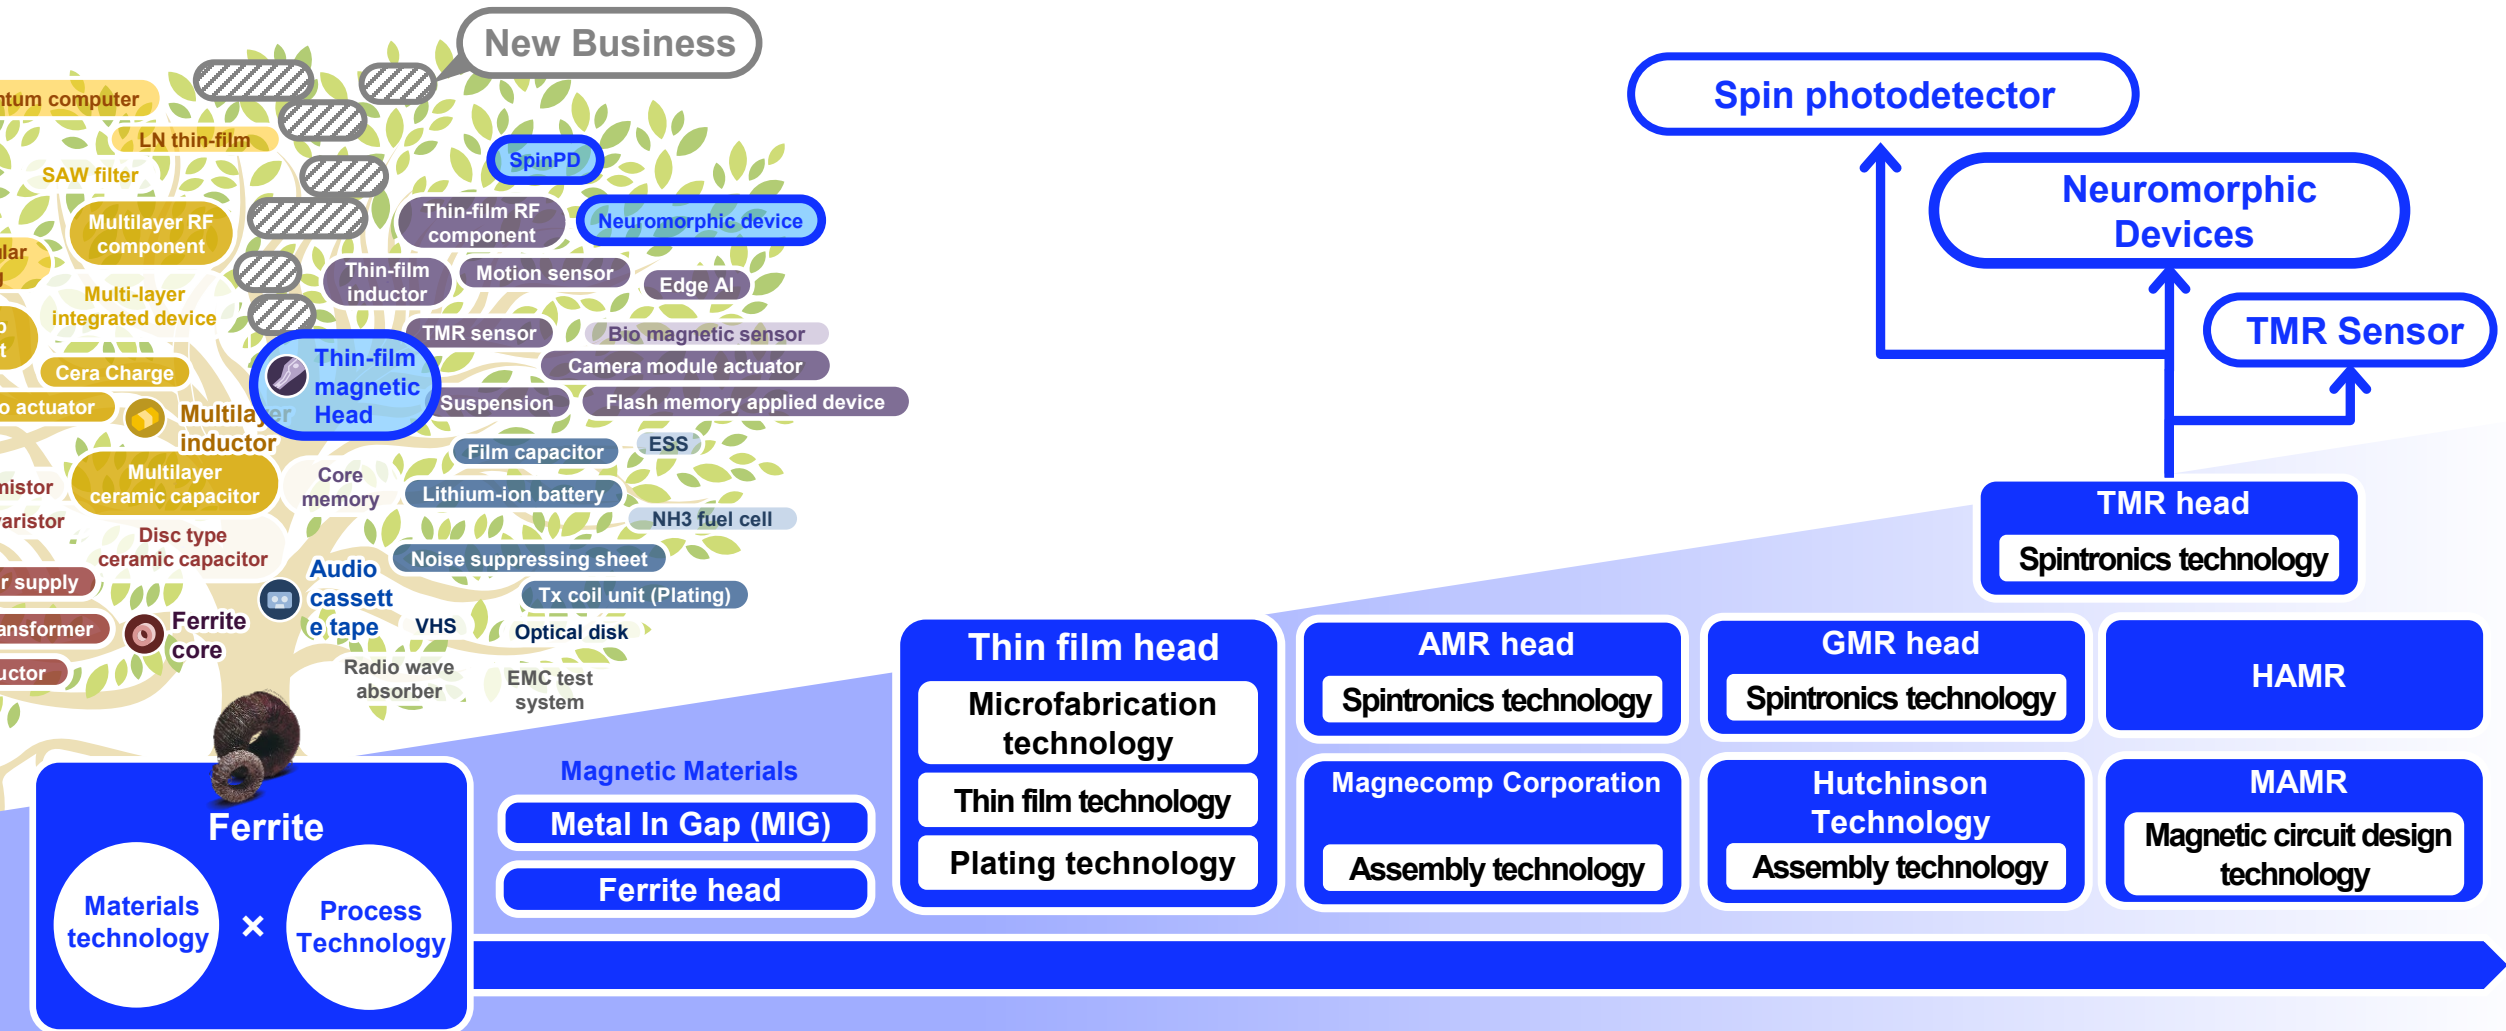 New Business
computer
LN thin-film
SAW filter
Multilayer RF
component
Multi-layer
integrated device
Cera Charge
actuator
Multilayer
inductor
Multilayer
ceramic capacitor
varistor
Disc type
ceramic capacitor
supply
Ferrite
core
SpinPD
Thin-film RF
component
Neuromorphic device
Thin-film
inductor
Motion sensor
Edge AI
TMR sensor
Bio magnetic sensor
Thin-film
magnetic
Head
Camera module actuator
Suspension
Flash memory applied device
Film capacitor
ESS
Core
memory
Lithium-ion battery
NH3 fuel cell
Noise suppressing sheet
Audio
cassett
e tape
Tx coil unit (Plating)
VHS
Optical disk
Radio wave
absorber
EMC test
system
Ferrite
Materials
technology
×
Process
Technology
Magnetic Materials
Metal In Gap (MIG)
Ferrite head
Thin film head
Microfabrication
technology
Thin film technology
Plating technology
AMR head
Spintronics technology
Magnecomp Corporation
Assembly technology
GMR head
Spintronics technology
Hutchinson
Technology
Assembly technology
TMR head
Spintronics technology
HAMR
MAMR
Magnetic circuit design
technology
Spin photodetector
Neuromorphic
Devices
TMR Sensor